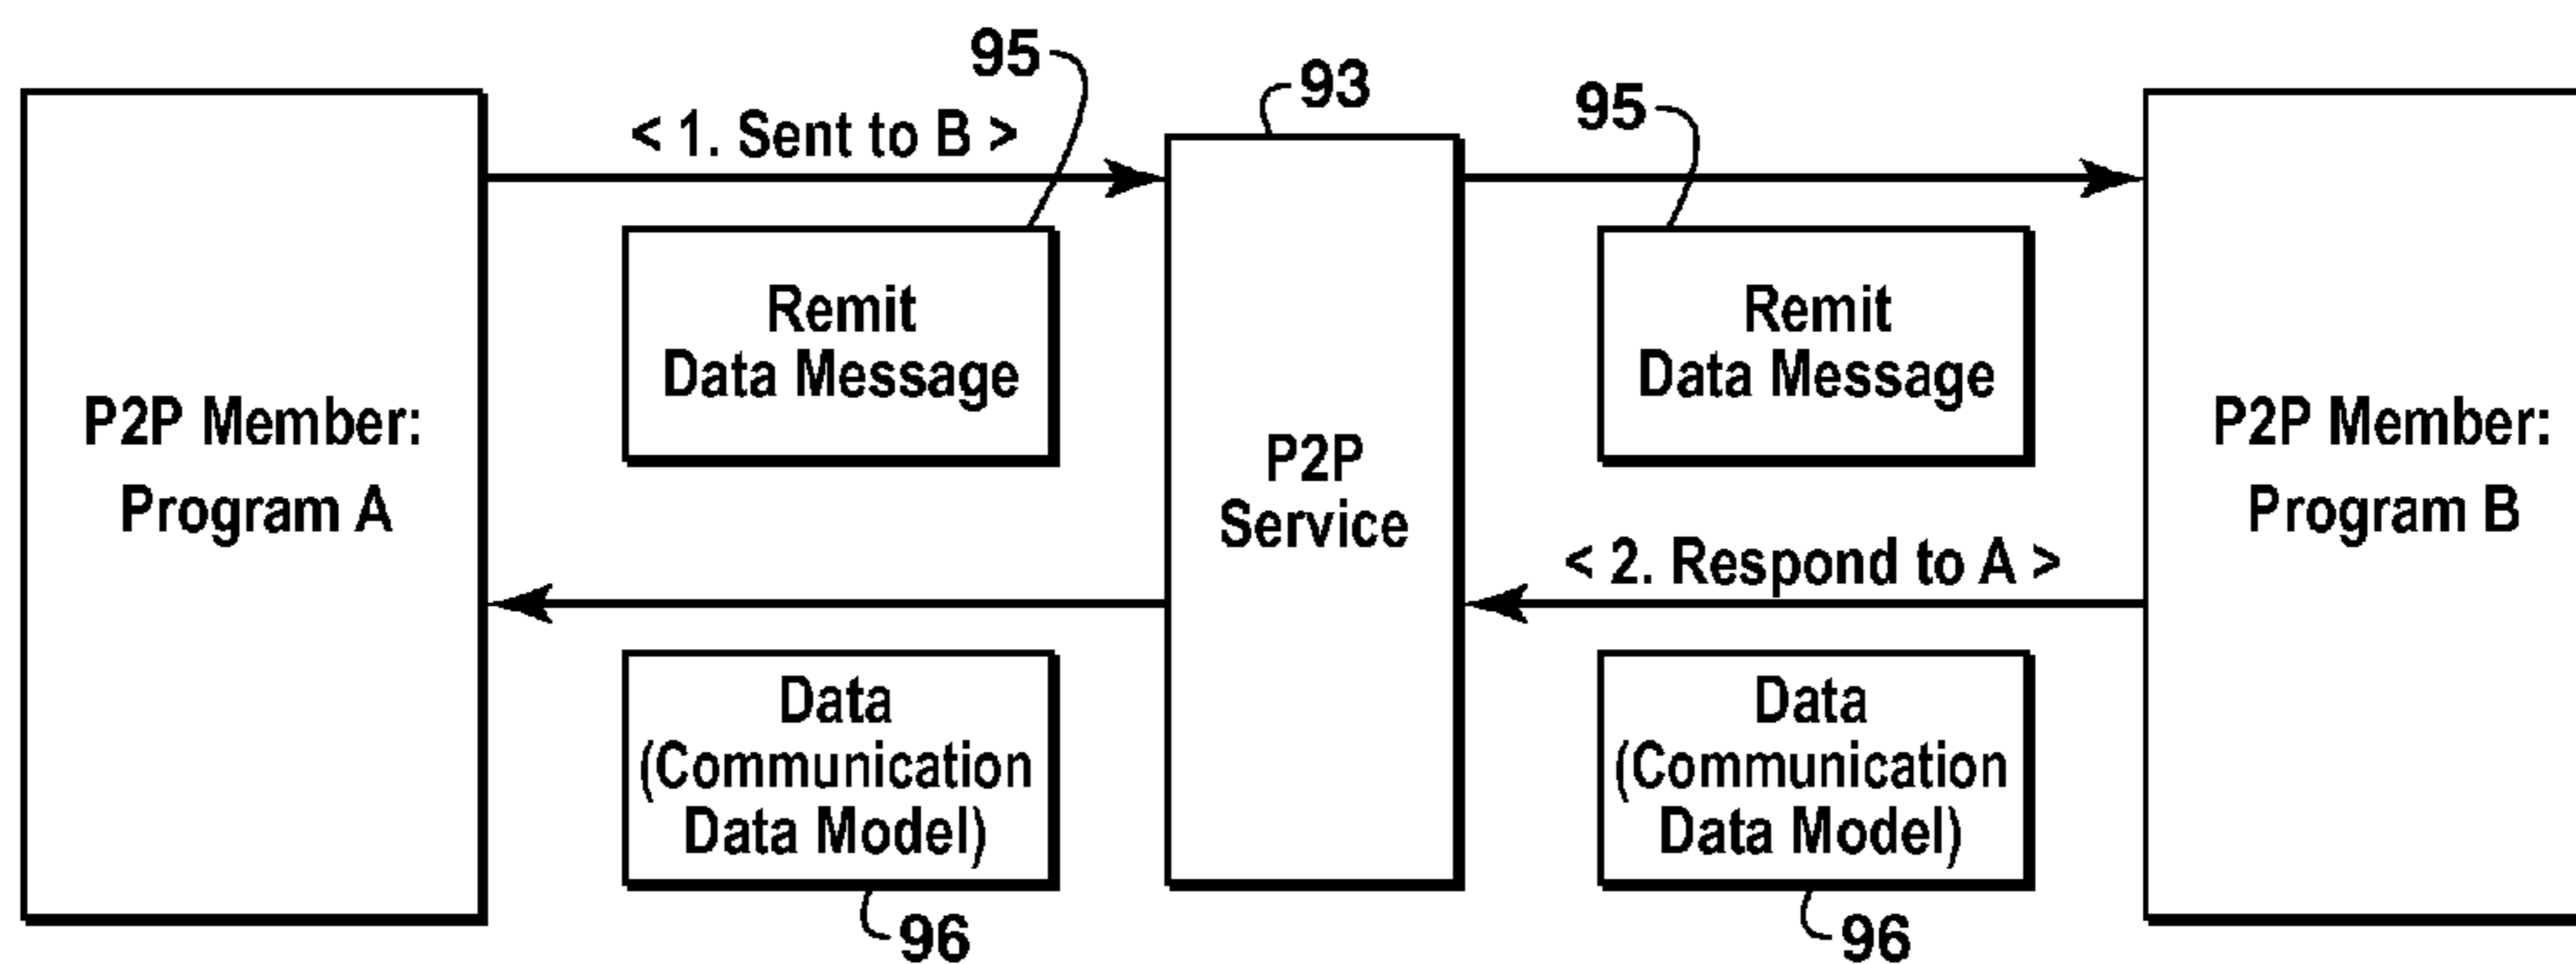 95
93
95
< 1. Sent to B >
Remit
Data Message
Remit
Data Message
P2P Member:
Program A
P2P
Service
P2P Member:
Program B
< 2. Respond to A >
Data
(Communication
Data Model)
Data
(Communication
Data Model)
96
96